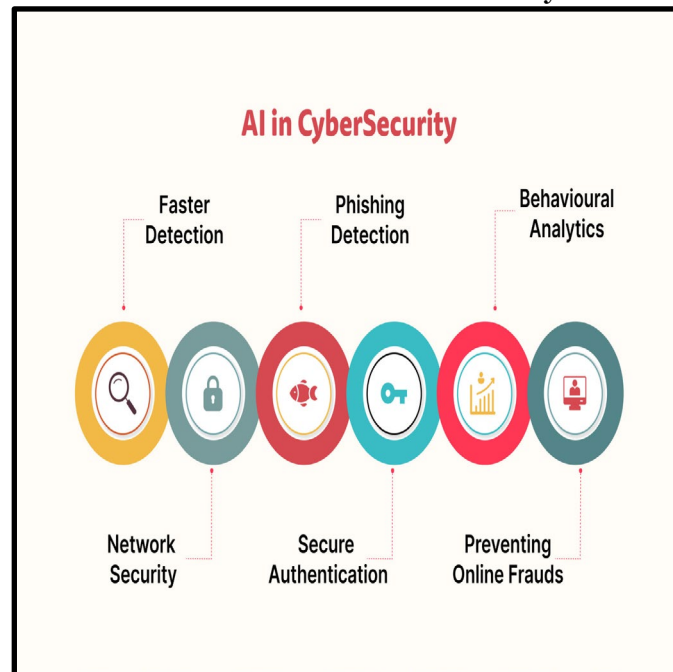 AI in CyberSecurity
Faster
Detection
Phishing
Detection
Behavioural
Analytics
Network
Security
Secure
Authentication
Preventing
Online Frauds